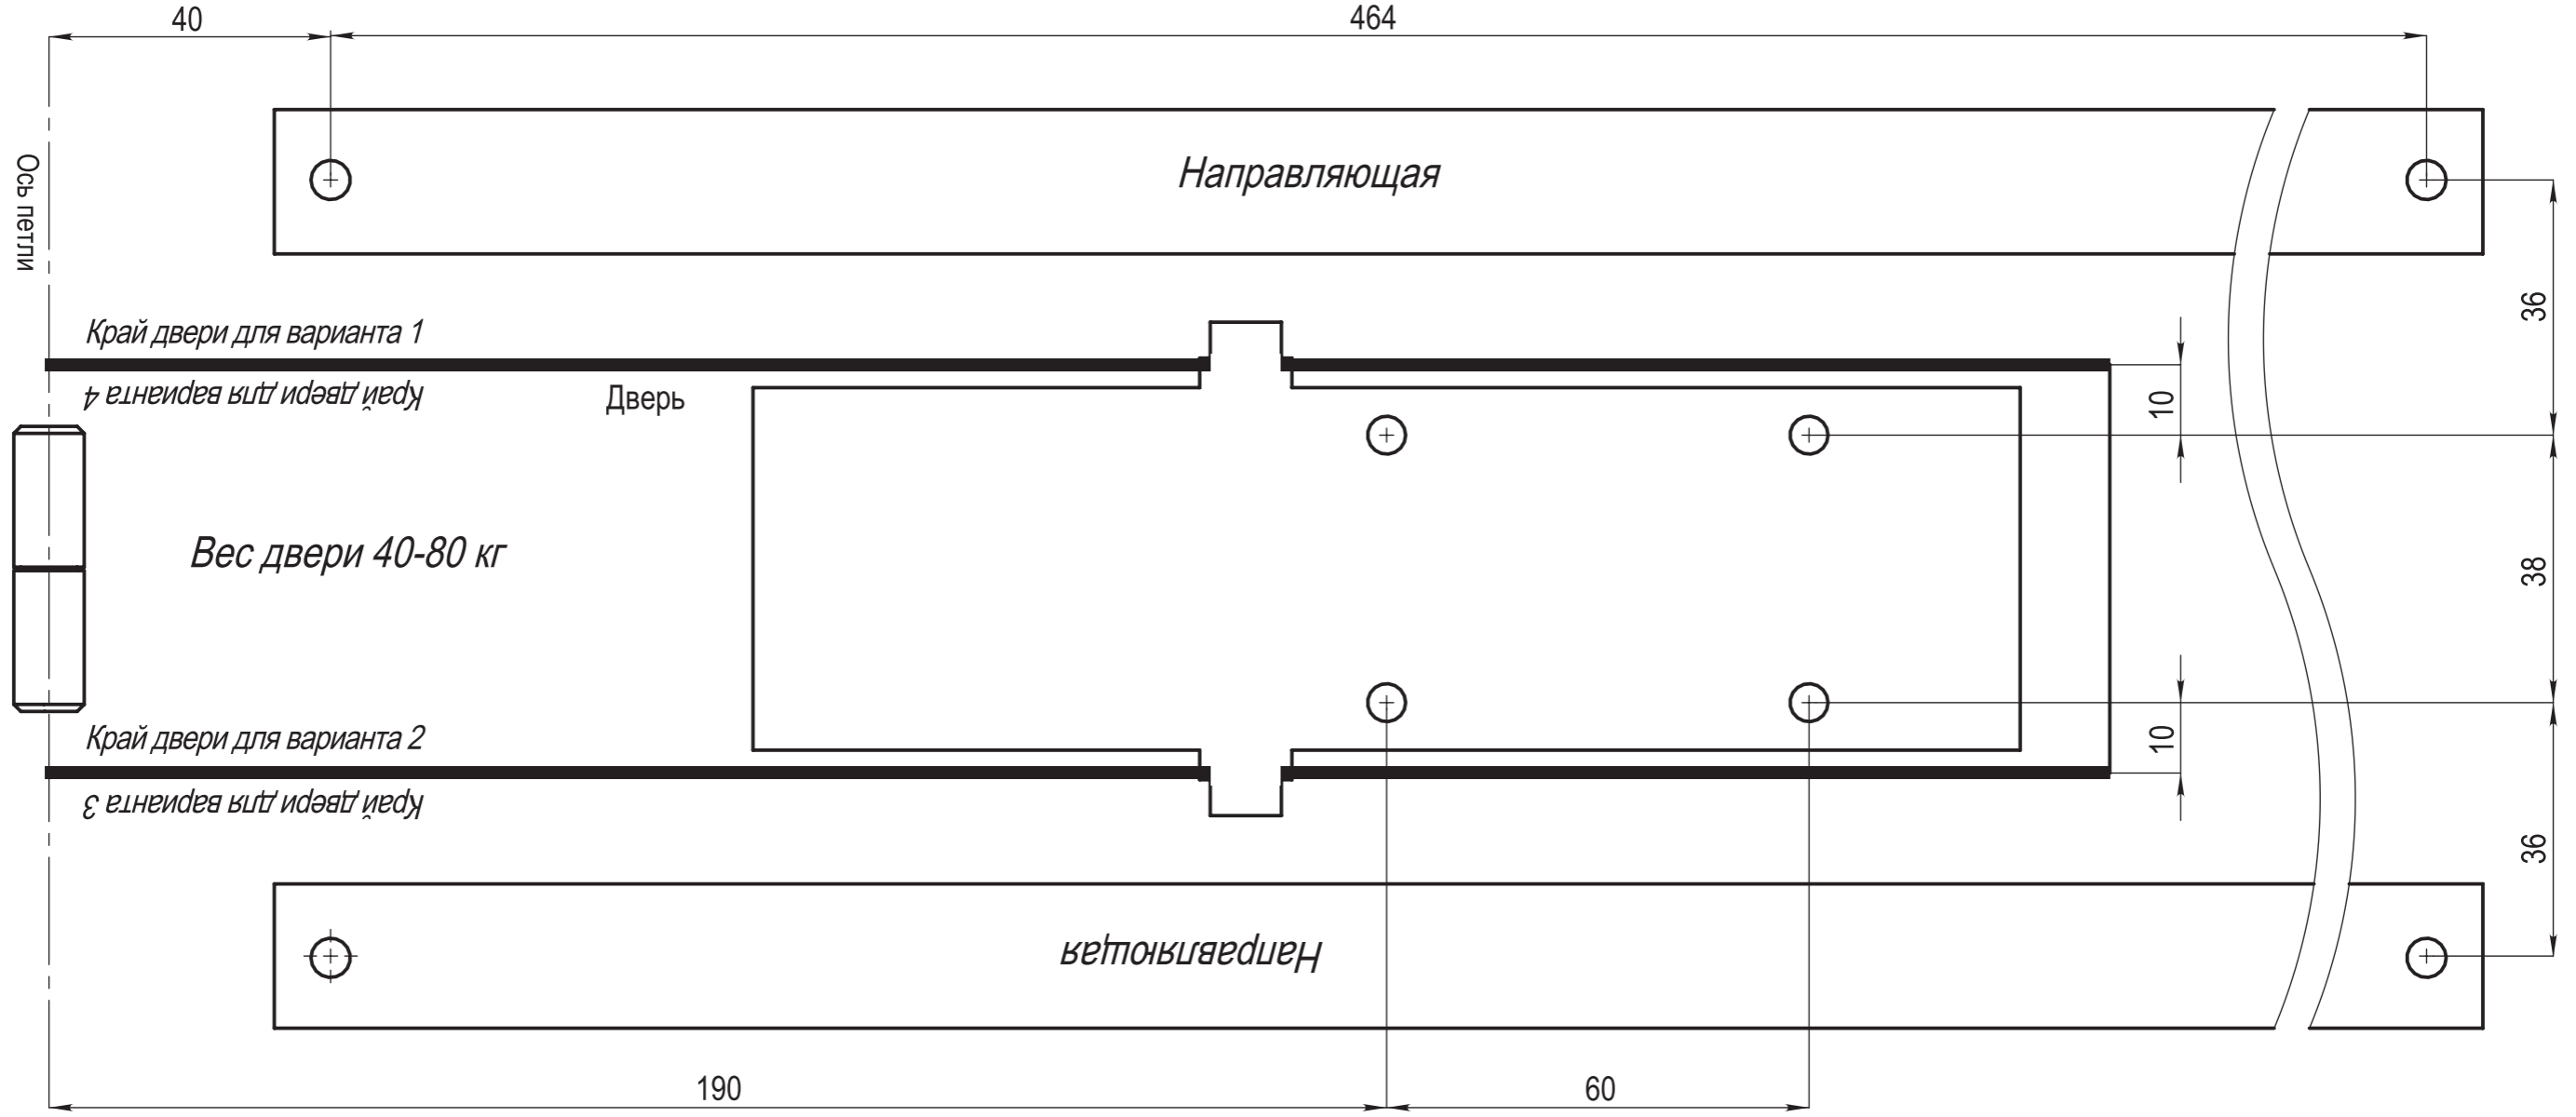 40
464
Ось петли
Направляющая
36
Край двери для варианта 1
Край двери для варианта 4
Дверь
10
Вес двери 40-80 кг
38
Край двери для варианта 2
10
Край двери для варианта 3
36
Направляющая
190
60